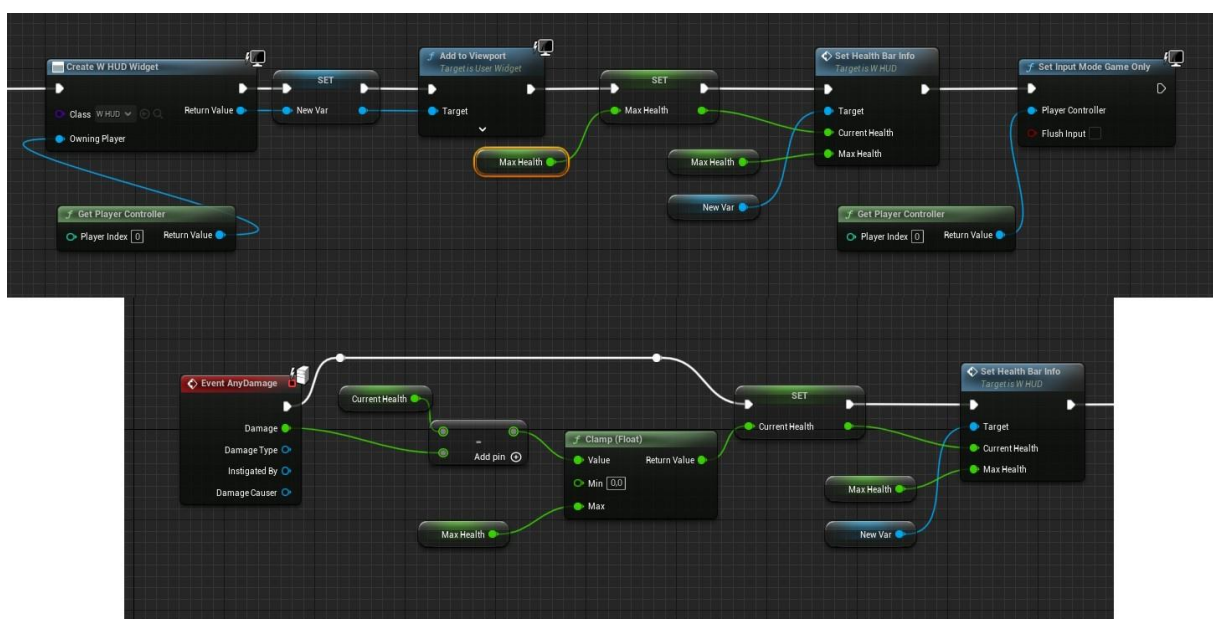 Create W HUD Widget
Class W HUD
Return Value
Owning Player
SET
New Var
f Add to Viewport
Target is User Widget
Target
SET
Max Health
Max Health
Set Health Bar Info
Target is W HUD
Target
Current Health
Max Health
Max Health
New Var
f Set Input Mode Game Only
Player Controller
Flush Input
f Get Player Controller
Player Index 0
Return Value
f Get Player Controller
Player Index 0
Return Value
Event AnyDamage
Damage
Damage Type
Instigated By
Damage Causer
Current Health
-
Add pin
Max Health
f Clamp (Float)
Value
Return Value
Min 0,0
Max
SET
Current Health
Set Health Bar Info
Target is W HUD
Target
Current Health
Max Health
Max Health
New Var